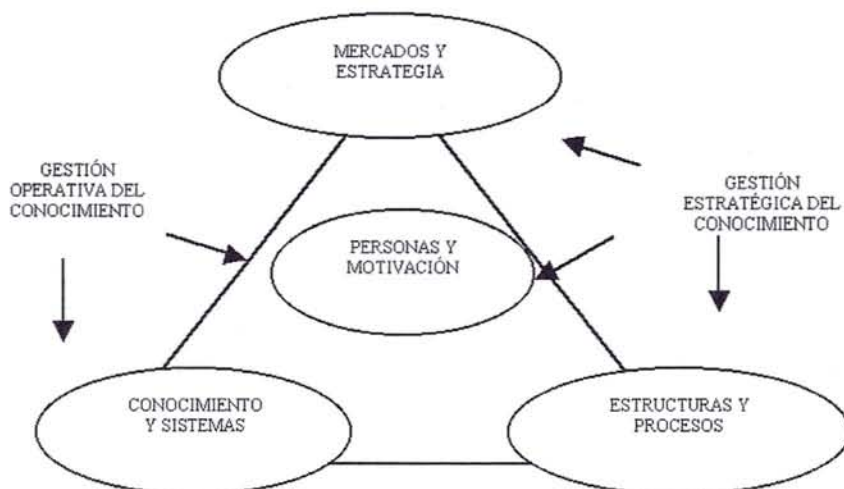 MERCADOS Y
ESTRATEGIA
GESTIÓN
OPERATIVA DEL
CONOCIMIENTO
GESTIÓN
ESTRATÉGICA DEL
CONOCIMIENTO
PERSONAS Y
MOTIVACIÓN
CONOCIMIENTO
Y SISTEMAS
ESTRUCTURAS Y
PROCESOS